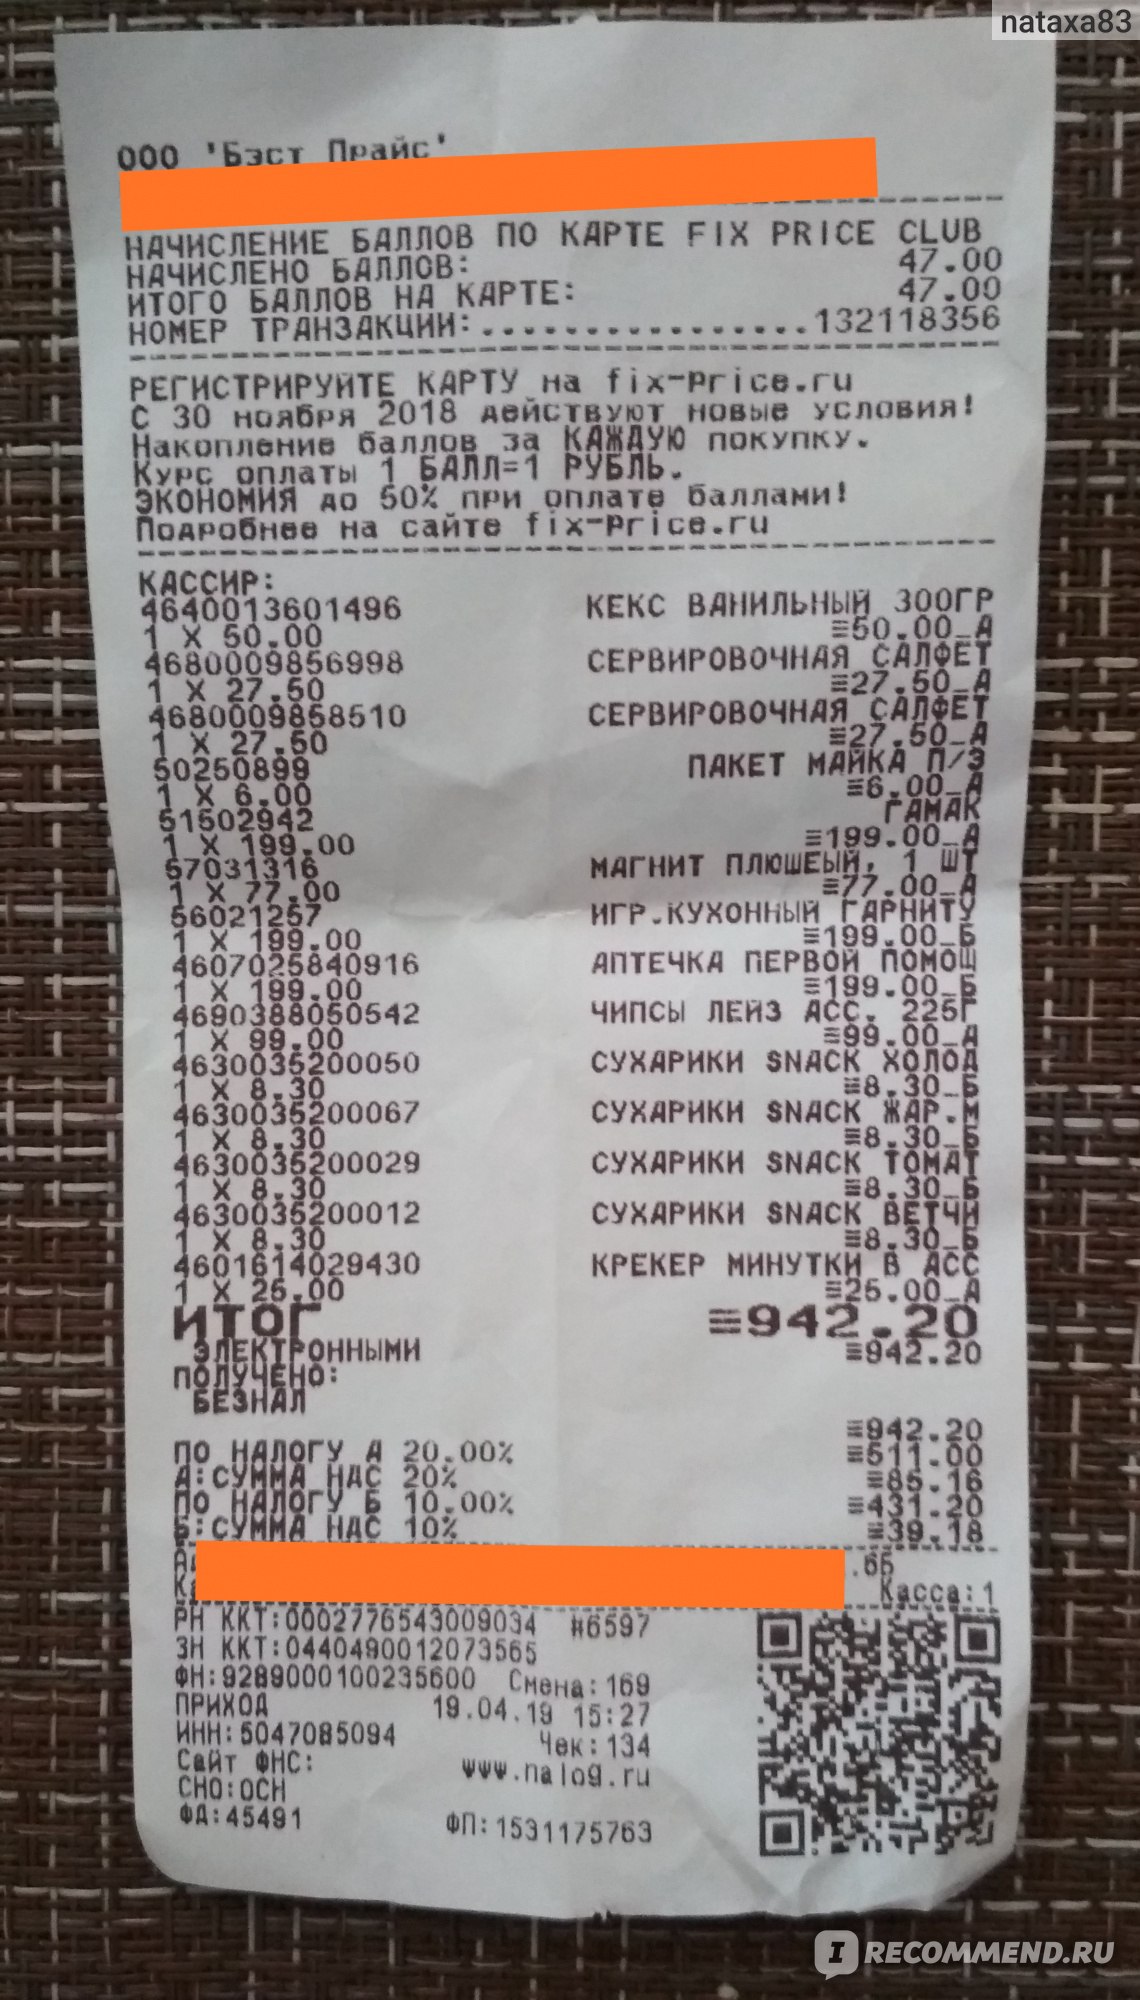 nataxa83
ООО 'Бэст Прайс'
НАЧИСЛЕНИЕ БАЛЛОВ ПО КАРТЕ FIX PRICE CLUB
НАЧИСЛЕНО БАЛЛОВ: 47.00
ИТОГО БАЛЛОВ НА КАРТЕ: 47.00
НОМЕР ТРАНЗАКЦИИ:................132118356
РЕГИСТРИРУЙТЕ КАРТУ на fix-price.ru
С 30 ноября 2018 действуют новые условия!
Накопление баллов за КАЖДУЮ покупку.
Курс оплаты 1 БАЛЛ=1 РУБЛЬ.
ЭКОНОМИЯ до 50% при оплате баллами!
Подробнее на сайте fix-price.ru
КАССИР:
4640013601496 КЕКС ВАНИЛЬНЫЙ 300ГР
1 X 50.00 ≡50.00_А
4680009856998 СЕРВИРОВОЧНАЯ САЛФЕТ
1 X 27.50 ≡27.50_А
4680009858510 СЕРВИРОВОЧНАЯ САЛФЕТ
1 X 27.50 ≡27.50_А
50250899 ПАКЕТ МАЙКА П/Э
1 X 6.00 ≡6.00_А
51502942 ГАМАК
1 X 199.00 ≡199.00_А
57031316 МАГНИТ ПЛЮШЕВЫЙ, 1 ШТ
1 X 77.00 ≡77.00_А
56021257 ИГР.КУХОННЫЙ ГАРНИТУ
1 X 199.00 ≡199.00_Б
4607025840916 АПТЕЧКА ПЕРВОЙ ПОМОЩ
1 X 199.00 ≡199.00_Б
4690388050542 ЧИПСЫ ЛЕЙЗ АСС. 225Г
1 X 99.00 ≡99.00_А
4630035200050 СУХАРИКИ SNACK ХОЛОД
1 X 8.30 ≡8.30_Б
4630035200067 СУХАРИКИ SNACK ЖАР.М
1 X 8.30 ≡8.30_Б
4630035200029 СУХАРИКИ SNACK ТОМАТ
1 X 8.30 ≡8.30_Б
4630035200012 СУХАРИКИ SNACK ВЕТЧИ
1 X 8.30 ≡8.30_Б
4601614029430 КРЕКЕР МИНУТКИ В АСС
1 X 25.00 ≡25.00_А
ИТОГ ≡942.20
ЭЛЕКТРОННЫМИ ≡942.20
ПОЛУЧЕНО:
БЕЗНАЛ ≡942.20
ПО НАЛОГУ А 20.00% ≡511.00
А:СУММА НДС 20% ≡85.16
ПО НАЛОГУ Б 10.00% ≡431.20
Б:СУММА НДС 10% ≡39.18
Касса:1
РН ККТ:0002776543009034 #6597
ЗН ККТ:0440490012073565
ФН:9289000100235600 Смена:169
ПРИХОД 19.04.19 15:27
ИНН:5047085094 Чек:134
Сайт ФНС: www.nalog.ru
СНО:ОСН
ФД:45491 ФП:1531175763
IRECOMMEND.RU